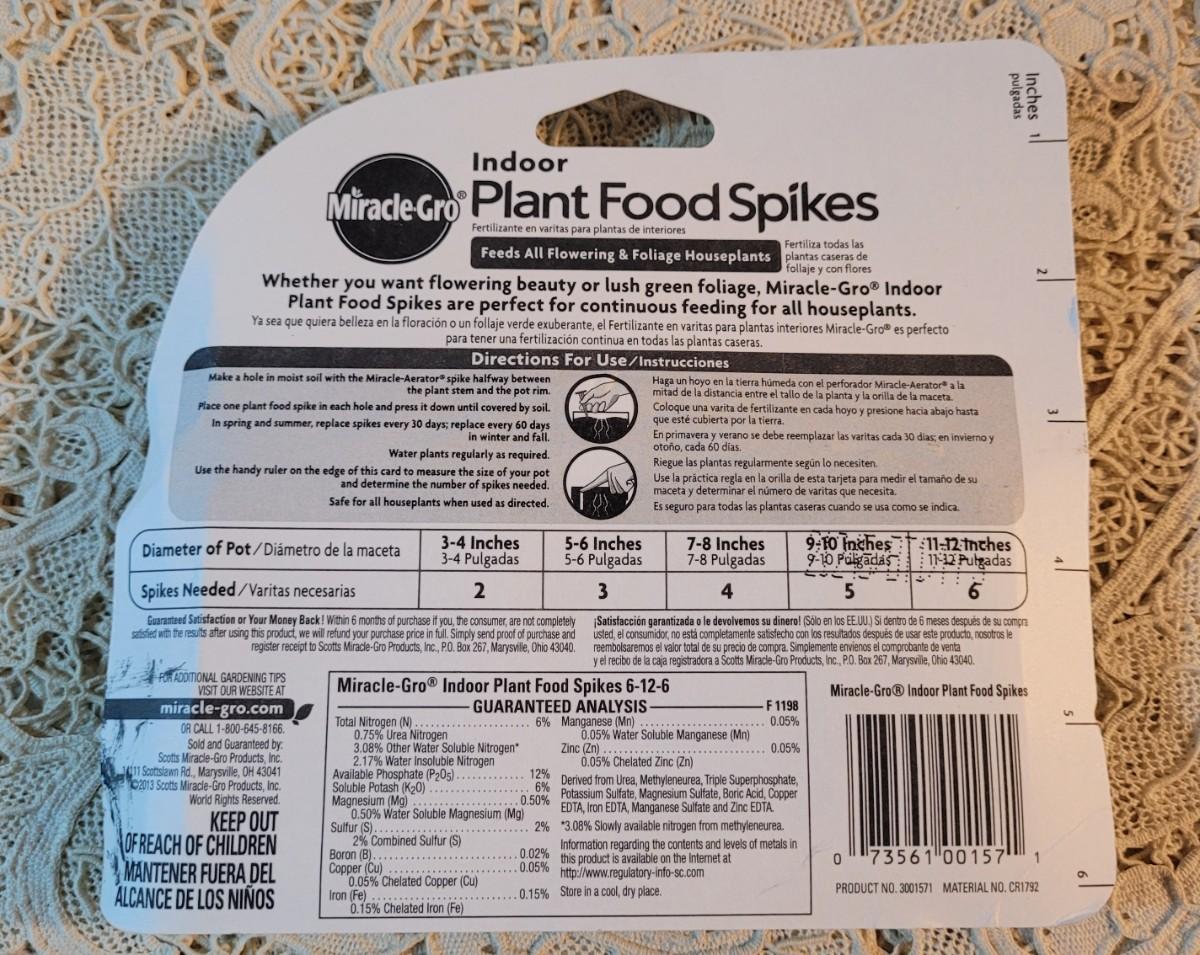 Inches 1
pulgadas
Indoor
Miracle-Gro® Plant Food Spikes
Fertilizante en varitas para plantas de interiores
Feeds All Flowering & Foliage Houseplants
Fertiliza todas las
plantas caseras de
follaje y con flores
2
Whether you want flowering beauty or lush green foliage, Miracle-Gro® Indoor
Plant Food Spikes are perfect for continuous feeding for all houseplants.
Ya sea que quiera belleza en la floración o un follaje verde exuberante, el Fertilizante en varitas para plantas interiores Miracle-Gro® es perfecto
para tener una fertilización continua en todas las plantas caseras.
Directions For Use/Instrucciones
Make a hole in moist soil with the Miracle-Aerator® spike halfway between
the plant stem and the pot rim.
Place one plant food spike in each hole and press it down until covered by soil.
In spring and summer, replace spikes every 30 days; replace every 60 days
in winter and fall.
Water plants regularly as required.
Use the handy ruler on the edge of this card to measure the size of your pot
and determine the number of spikes needed.
Safe for all houseplants when used as directed.
Haga un hoyo en la tierra húmeda con el perforador Miracle-Aerator® a la
mitad de la distancia entre el tallo de la planta y la orilla de la maceta.
Coloque una varita de fertilizante en cada hoyo y presione hacia abajo hasta
que esté cubierta por la tierra.
En primavera y verano se debe reemplazar las varitas cada 30 días; en invierno y
otoño, cada 60 días.
Riegue las plantas regularmente según lo necesiten.
Use la práctica regla en la orilla de esta tarjeta para medir el tamaño de su
maceta y determinar el número de varitas que necesita.
Es seguro para todas las plantas caseras cuando se usa como se indica.
3
Diameter of Pot/Diámetro de la maceta
3-4 Inches 5-6 Inches 7-8 Inches 9-10 Inches 11-12 Inches
3-4 Pulgadas 5-6 Pulgadas 7-8 Pulgadas 9-10 Pulgadas 11-12 Pulgadas
Spikes Needed/Varitas necesarias 2 3 4 5 6
4
Guaranteed Satisfaction or Your Money Back! Within 6 months of purchase if you, the consumer, are not completely
satisfied with the results after using this product, we will refund your purchase price in full. Simply send proof of purchase and
register receipt to Scotts Miracle-Gro Products, Inc., P.O. Box 267, Marysville, Ohio 43040.
¡Satisfacción garantizada o le devolvemos su dinero! (Sólo en los EE.UU.) Si dentro de 6 meses después de su compra
usted, el consumidor, no está completamente satisfecho con los resultados después de usar este producto, nosotros le
reembolsaremos el valor total de su precio de compra. Simplemente envíenos el comprobante de venta
y el recibo de la caja registradora a Scotts Miracle-Gro Products, Inc., P.O. Box 267, Marysville, Ohio 43040.
FOR ADDITIONAL GARDENING TIPS
VISIT OUR WEBSITE AT
miracle-gro.com
OR CALL 1-800-645-8166.
Sold and Guaranteed by:
Scotts Miracle-Gro Products, Inc.
14111 Scottslawn Rd., Marysville, OH 43041
©2013 Scotts Miracle-Gro Products, Inc.
World Rights Reserved.
KEEP OUT
OF REACH OF CHILDREN
MANTENER FUERA DEL
ALCANCE DE LOS NIÑOS
Miracle-Gro® Indoor Plant Food Spikes 6-12-6
GUARANTEED ANALYSIS F 1198
Total Nitrogen (N) 6%
0.75% Urea Nitrogen
3.08% Other Water Soluble Nitrogen*
2.17% Water Insoluble Nitrogen
Available Phosphate (P2O5) 12%
Soluble Potash (K2O) 6%
Magnesium (Mg) 0.50%
0.50% Water Soluble Magnesium (Mg)
Sulfur (S) 2%
2% Combined Sulfur (S)
Boron (B) 0.02%
Copper (Cu) 0.05%
0.05% Chelated Copper (Cu)
Iron (Fe) 0.15%
0.15% Chelated Iron (Fe)
Manganese (Mn) 0.05%
0.05% Water Soluble Manganese (Mn)
Zinc (Zn) 0.05%
0.05% Chelated Zinc (Zn)
Derived from Urea, Methyleneurea, Triple Superphosphate,
Potassium Sulfate, Magnesium Sulfate, Boric Acid, Copper
EDTA, Iron EDTA, Manganese Sulfate and Zinc EDTA.
*3.08% Slowly available nitrogen from methyleneurea.
Information regarding the contents and levels of metals in
this product is available on the Internet at
http://www.regulatory-info-sc.com
Store in a cool, dry place.
Miracle-Gro® Indoor Plant Food Spikes
5
0 73561 00157 1
PRODUCT NO. 3001571 MATERIAL NO. CR1792
6